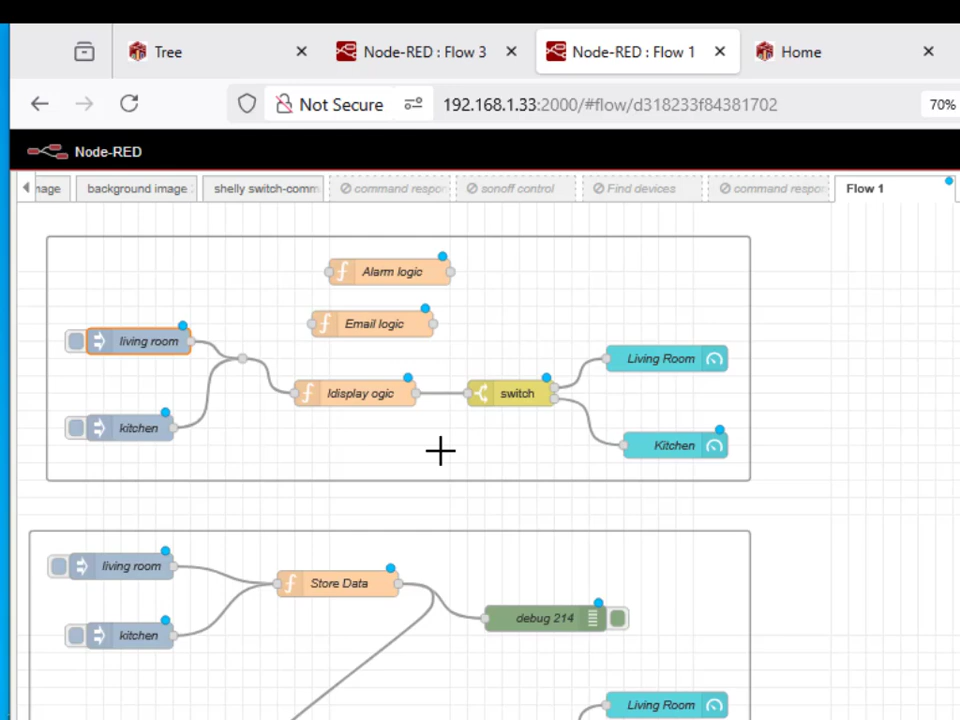 Tree
Node-RED : Flow 3
Node-RED : Flow 1
Home
Not Secure
192.168.1.33:2000/#flow/d318233f84381702
70%
Node-RED
nage
background image
shelly switch-comm
command respon
sonoff control
Find devices
command respo
Flow 1
Alarm logic
Email logic
living room
Living Room
Idisplay ogic
switch
kitchen
Kitchen
living room
Store Data
debug 214
kitchen
Living Room